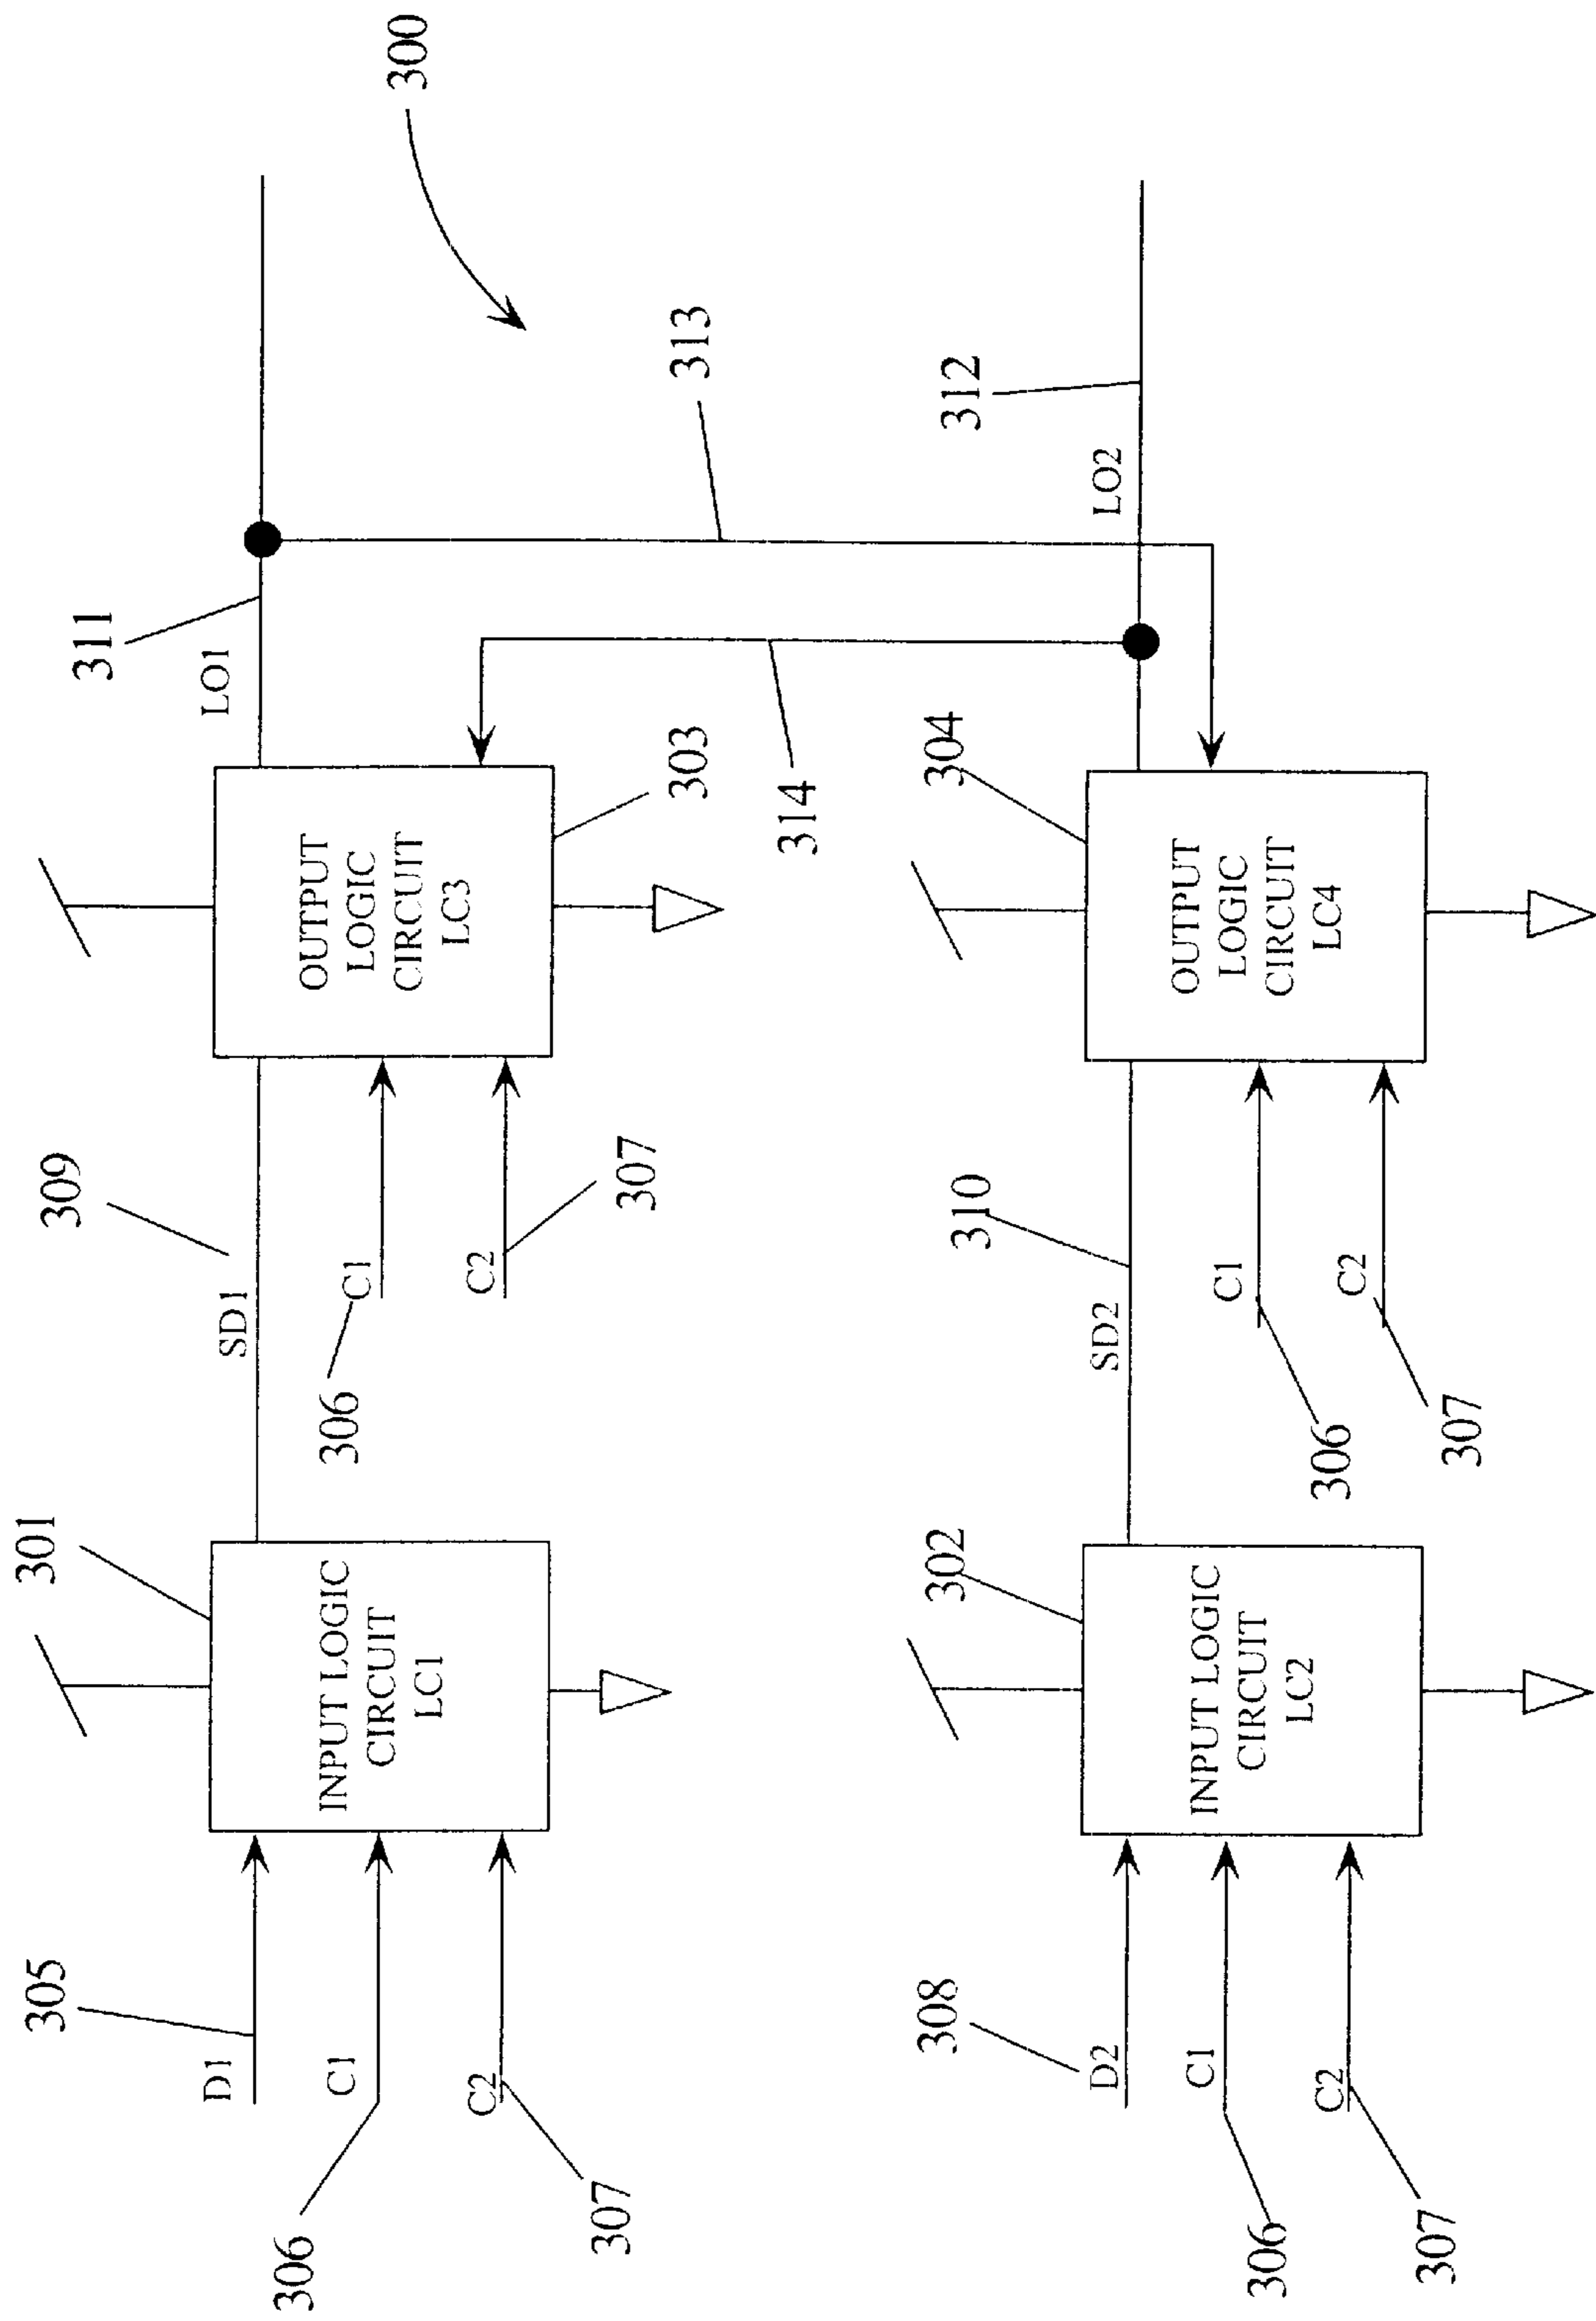 300
311
LO1
313
312
LO2
314
303
OUTPUT
LOGIC
CIRCUIT
LC3
304
OUTPUT
LOGIC
CIRCUIT
LC4
309
SD1
C1
306
C2
307
310
SD2
C1
306
C2
307
301
INPUT LOGIC
CIRCUIT
LC1
302
INPUT LOGIC
CIRCUIT
LC2
305
D1
C1
306
C2
307
308
D2
C1
306
C2
307